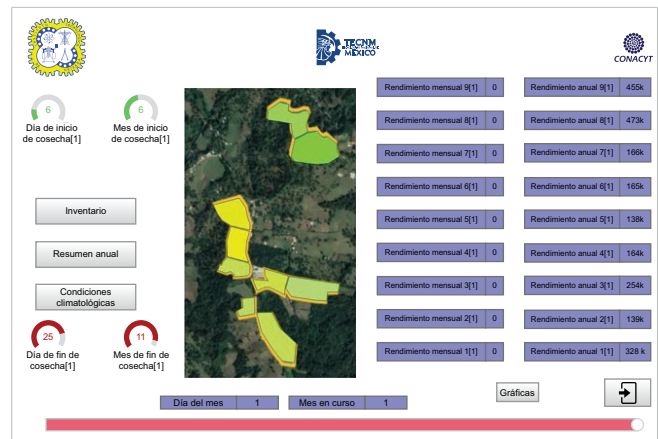 TECNM
MÉXICO
CONACYT
6
Día de inicio
de cosecha[1]
6
Mes de inicio
de cosecha[1]
Inventario
Resumen anual
Condiciones
climatológicas
25
Día de fin de
cosecha[1]
11
Mes de fin de
cosecha[1]
Rendimiento mensual 9[1] 0 Rendimiento anual 9[1] 455k
Rendimiento mensual 8[1] 0 Rendimiento anual 8[1] 473k
Rendimiento mensual 7[1] 0 Rendimiento anual 7[1] 166k
Rendimiento mensual 6[1] 0 Rendimiento anual 6[1] 165k
Rendimiento mensual 5[1] 0 Rendimiento anual 5[1] 138k
Rendimiento mensual 4[1] 0 Rendimiento anual 4[1] 164k
Rendimiento mensual 3[1] 0 Rendimiento anual 3[1] 254k
Rendimiento mensual 2[1] 0 Rendimiento anual 2[1] 139k
Rendimiento mensual 1[1] 0 Rendimiento anual 1[1] 328 k
Gráficas
Día del mes 1 Mes en curso 1